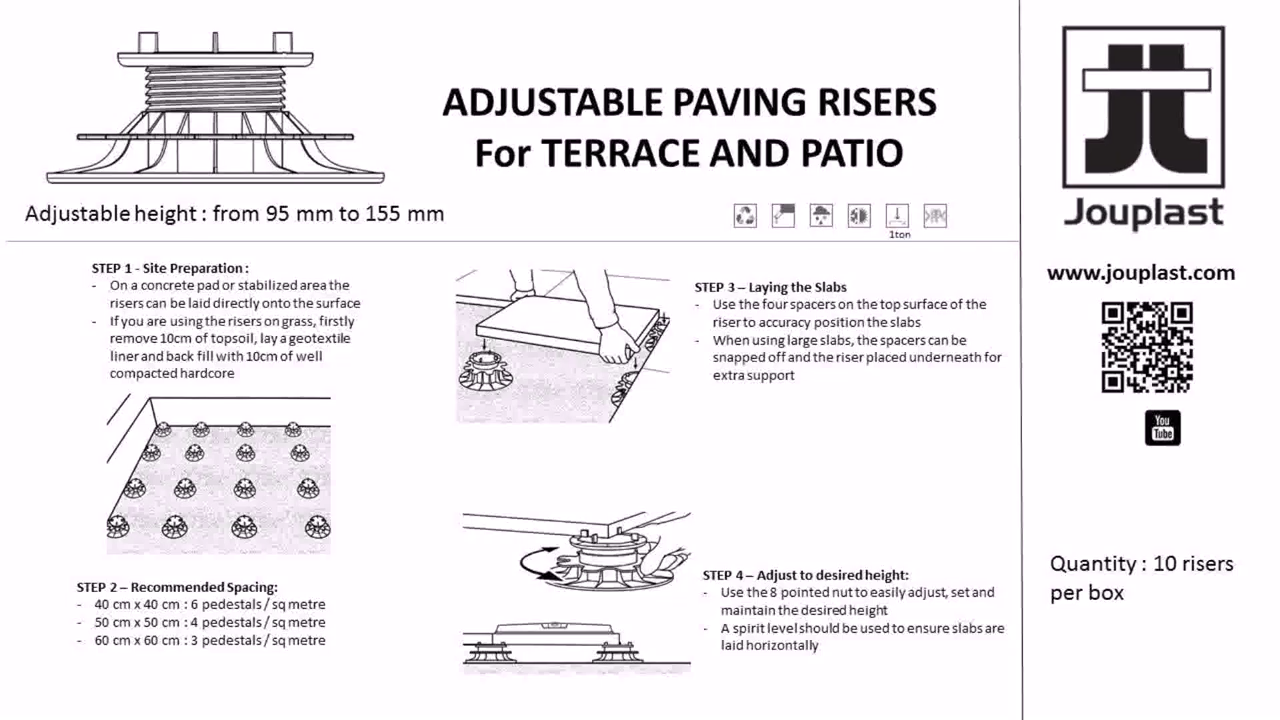 ADJUSTABLE PAVING RISERS
For TERRACE AND PATIO
Adjustable height : from 95 mm to 155 mm
1ton
STEP 1 - Site Preparation :
- On a concrete pad or stabilized area the
risers can be laid directly onto the surface
- If you are using the risers on grass, firstly
remove 10cm of topsoil, lay a geotextile
liner and back fill with 10cm of well
compacted hardcore
STEP 2 – Recommended Spacing:
- 40 cm x 40 cm : 6 pedestals / sq metre
- 50 cm x 50 cm : 4 pedestals / sq metre
- 60 cm x 60 cm : 3 pedestals / sq metre
STEP 3 – Laying the Slabs
- Use the four spacers on the top surface of the
riser to accuracy position the slabs
- When using large slabs, the spacers can be
snapped off and the riser placed underneath for
extra support
STEP 4 – Adjust to desired height:
- Use the 8 pointed nut to easily adjust, set and
maintain the desired height
- A spirit level should be used to ensure slabs are
laid horizontally
Jouplast
www.jouplast.com
You
Tube
Quantity : 10 risers
per box